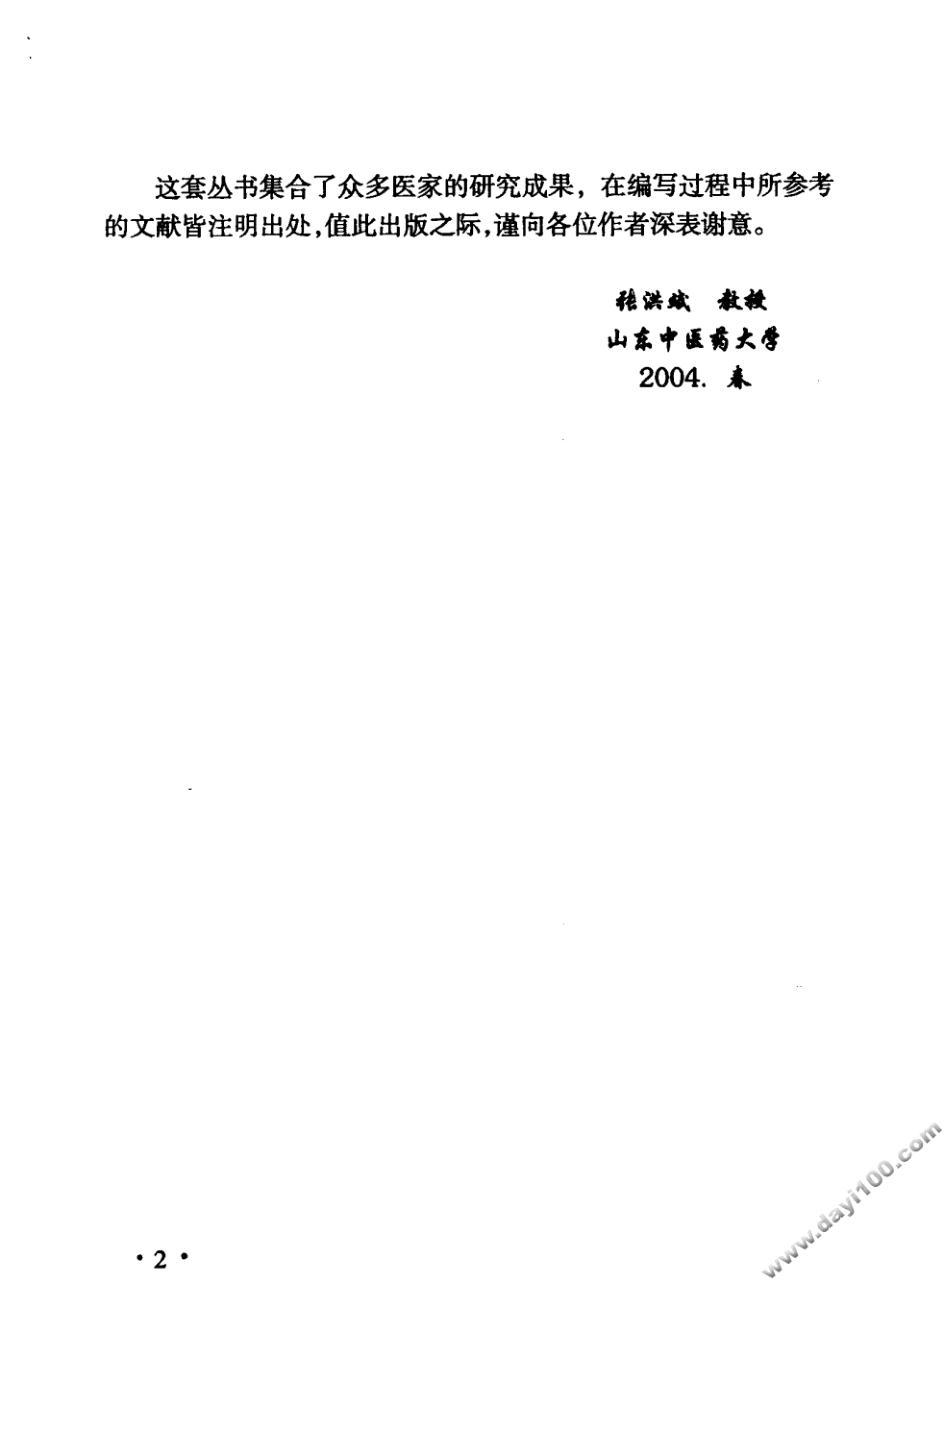 这套丛书集合了众多医家的研究成果，在编写过程中所参考
的文献皆注明出处,值此出版之际,谨向各位作者深表谢意。
张洪斌 教授
山东中医药大学
2004. 春
www.dayi100.com
·2·